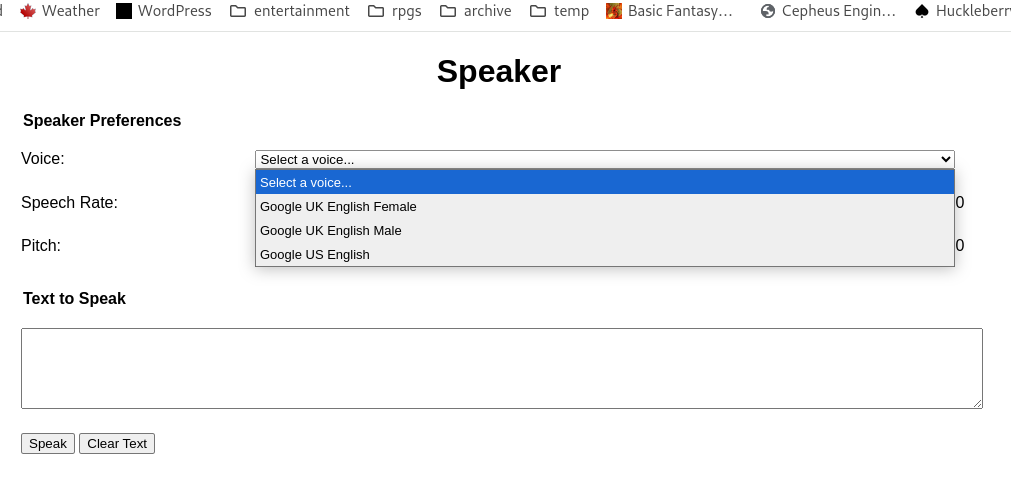 Weather WordPress entertainment rpgs archive temp Basic Fantasy… Cepheus Engin… Huckleberry
Speaker
Speaker Preferences
Voice: Select a voice...
Select a voice...
Google UK English Female
Speech Rate: 0
Google UK English Male
Pitch: 0
Google US English
Text to Speak
Speak Clear Text